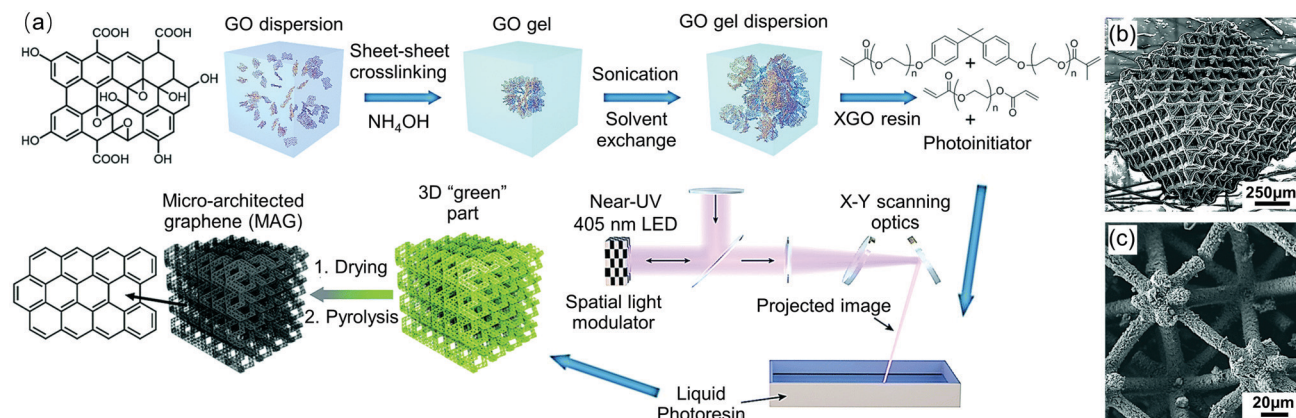 (a)
GO dispersion
GO gel
GO gel dispersion
COOH
COOH
HO
OH
HO
OH
O
HO
O
O
HO
COOH
COOH
OH
Sheet-sheet
crosslinking
NH₄OH
Sonication
Solvent
exchange
XGO resin
O
O
n
O
+
O
O
n
O
O
O
n
O
O
+
Photoinitiator
(b)
250μm
Micro-architected
graphene (MAG)
1. Drying
2. Pyrolysis
3D "green"
part
Near-UV
405 nm LED
Spatial light
modulator
X-Y scanning
optics
Projected image
Liquid
Photoresin
(c)
20μm